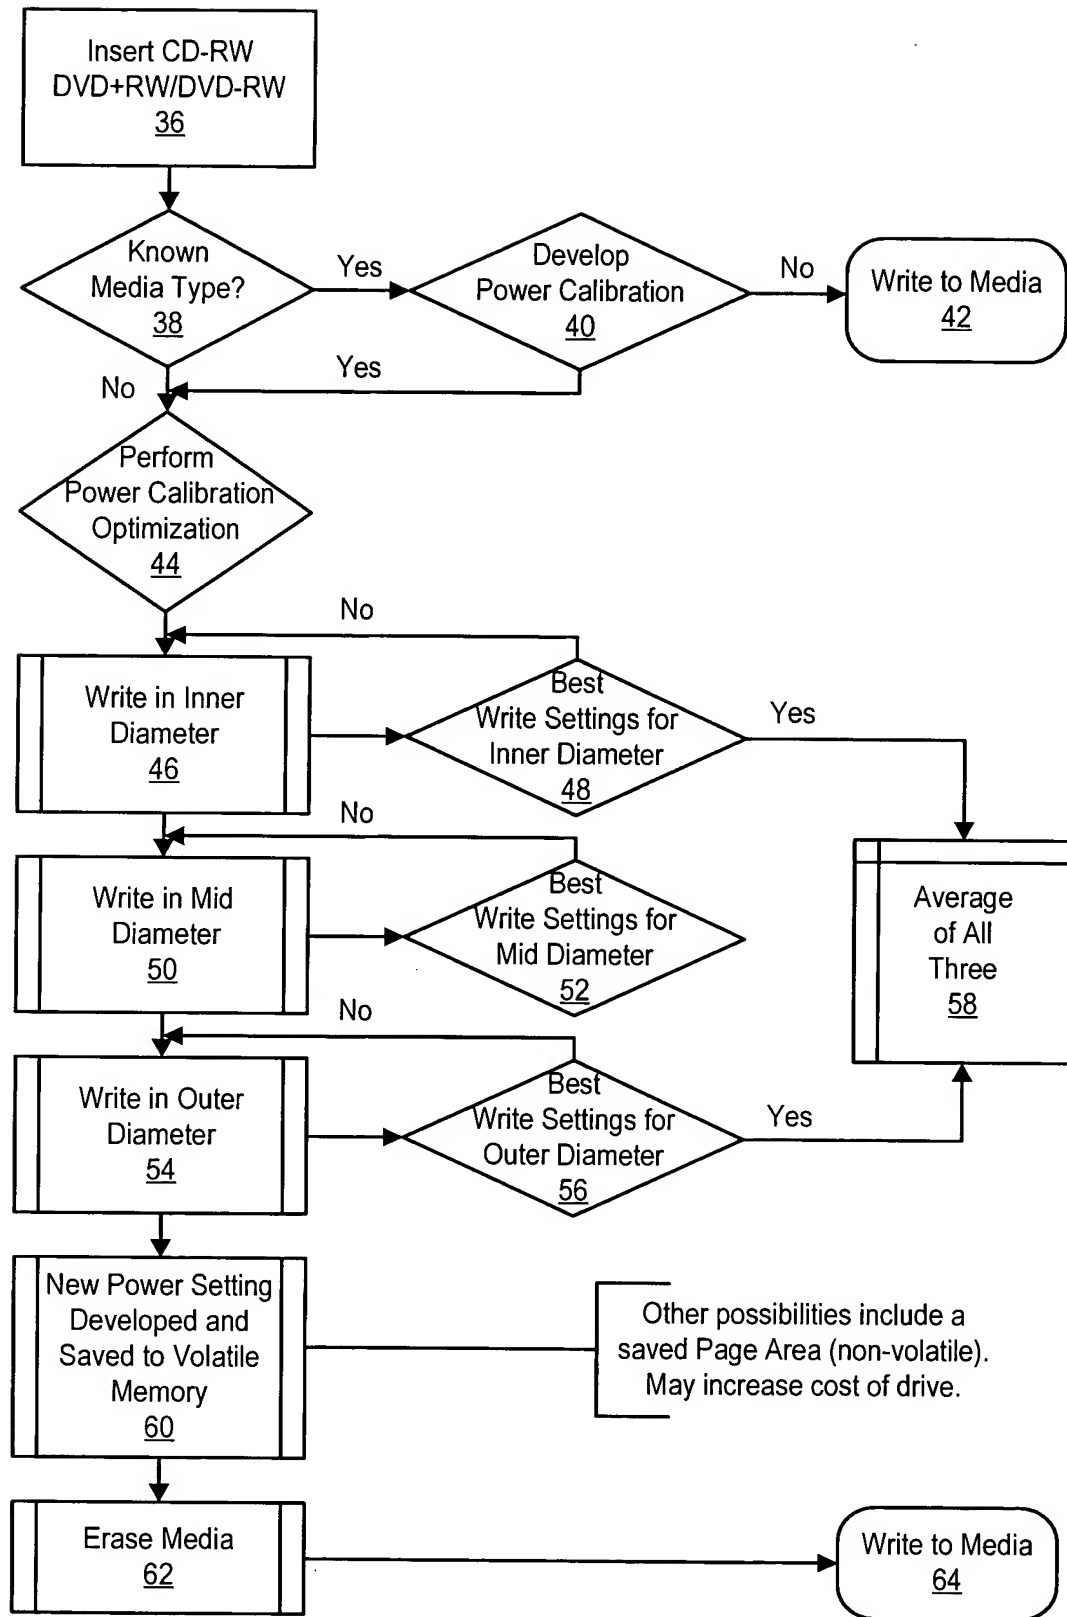 Insert CD-RW
DVD+RW/DVD-RW
36
Known
Media Type?
38
Yes
Develop
Power Calibration
40
No
Write to Media
42
No
Yes
Perform
Power Calibration
Optimization
44
No
Write in Inner
Diameter
46
Best
Write Settings for
Inner Diameter
48
Yes
No
Write in Mid
Diameter
50
Best
Write Settings for
Mid Diameter
52
Average
of All
Three
58
No
Write in Outer
Diameter
54
Best
Write Settings for
Outer Diameter
56
Yes
New Power Setting
Developed and
Saved to Volatile
Memory
60
Other possibilities include a
saved Page Area (non-volatile).
May increase cost of drive.
Erase Media
62
Write to Media
64